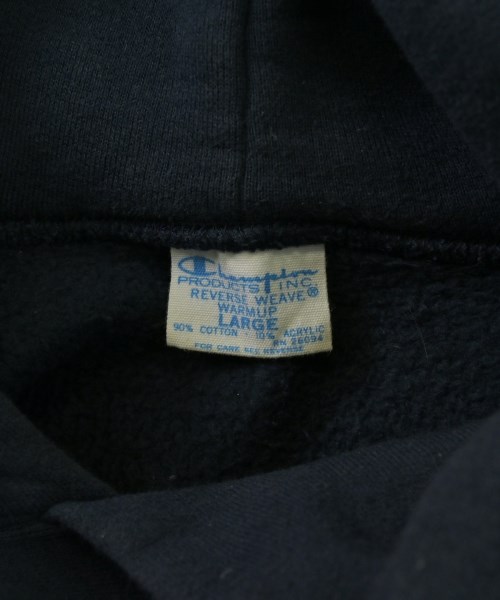 Champion
PRODUCTS INC.
REVERSE WEAVE®
WARMUP
LARGE
90% COTTON 10% ACRYLIC
RN 26094
FOR CARE SEE REVERSE